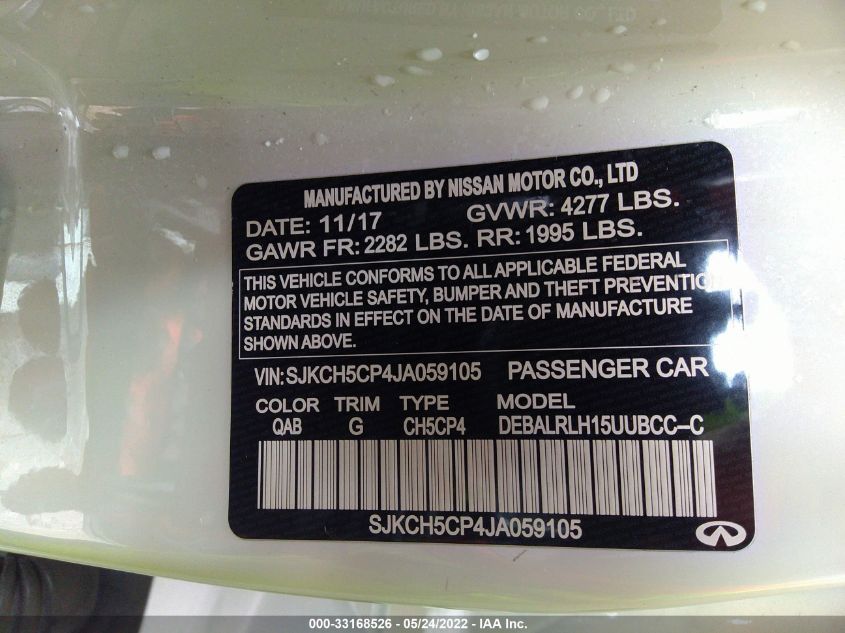 MANUFACTURED BY NISSAN MOTOR CO., LTD
DATE: 11/17 GVWR: 4277 LBS.
GAWR FR: 2282 LBS. RR: 1995 LBS.
THIS VEHICLE CONFORMS TO ALL APPLICABLE FEDERAL
MOTOR VEHICLE SAFETY, BUMPER AND THEFT PREVENTION
STANDARDS IN EFFECT ON THE DATE OF MANUFACTURE
SHOWN ABOVE.
VIN: SJKCH5CP4JA059105 PASSENGER CAR
COLOR TRIM TYPE MODEL
QAB G CH5CP4 DEBALRLH15UUBCC-C
SJKCH5CP4JA059105
000-33168526 - 05/24/2022 - IAA Inc.